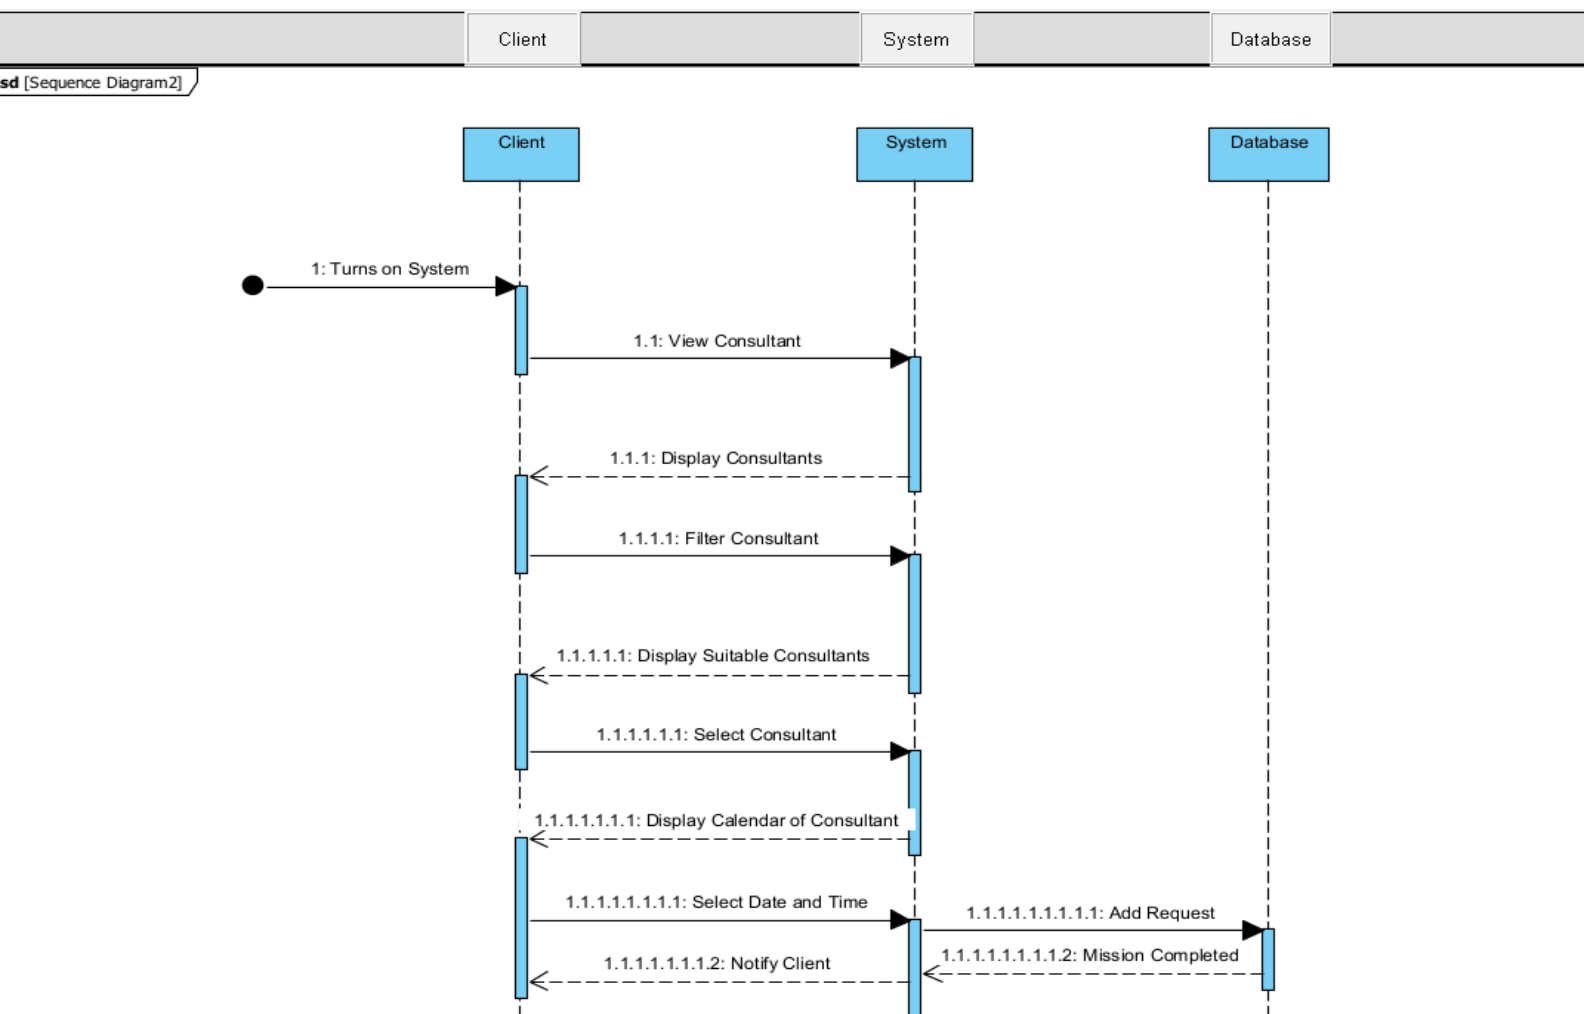 Client
System
Database
sd [Sequence Diagram2]
Client
System
Database
1: Turns on System
1.1: View Consultant
1.1.1: Display Consultants
1.1.1.1: Filter Consultant
1.1.1.1.1: Display Suitable Consultants
1.1.1.1.1.1: Select Consultant
1.1.1.1.1.1.1: Display Calendar of Consultant
1.1.1.1.1.1.1.1: Select Date and Time
1.1.1.1.1.1.1.1.1: Add Request
1.1.1.1.1.1.1.1.2: Mission Completed
1.1.1.1.1.1.1.2: Notify Client